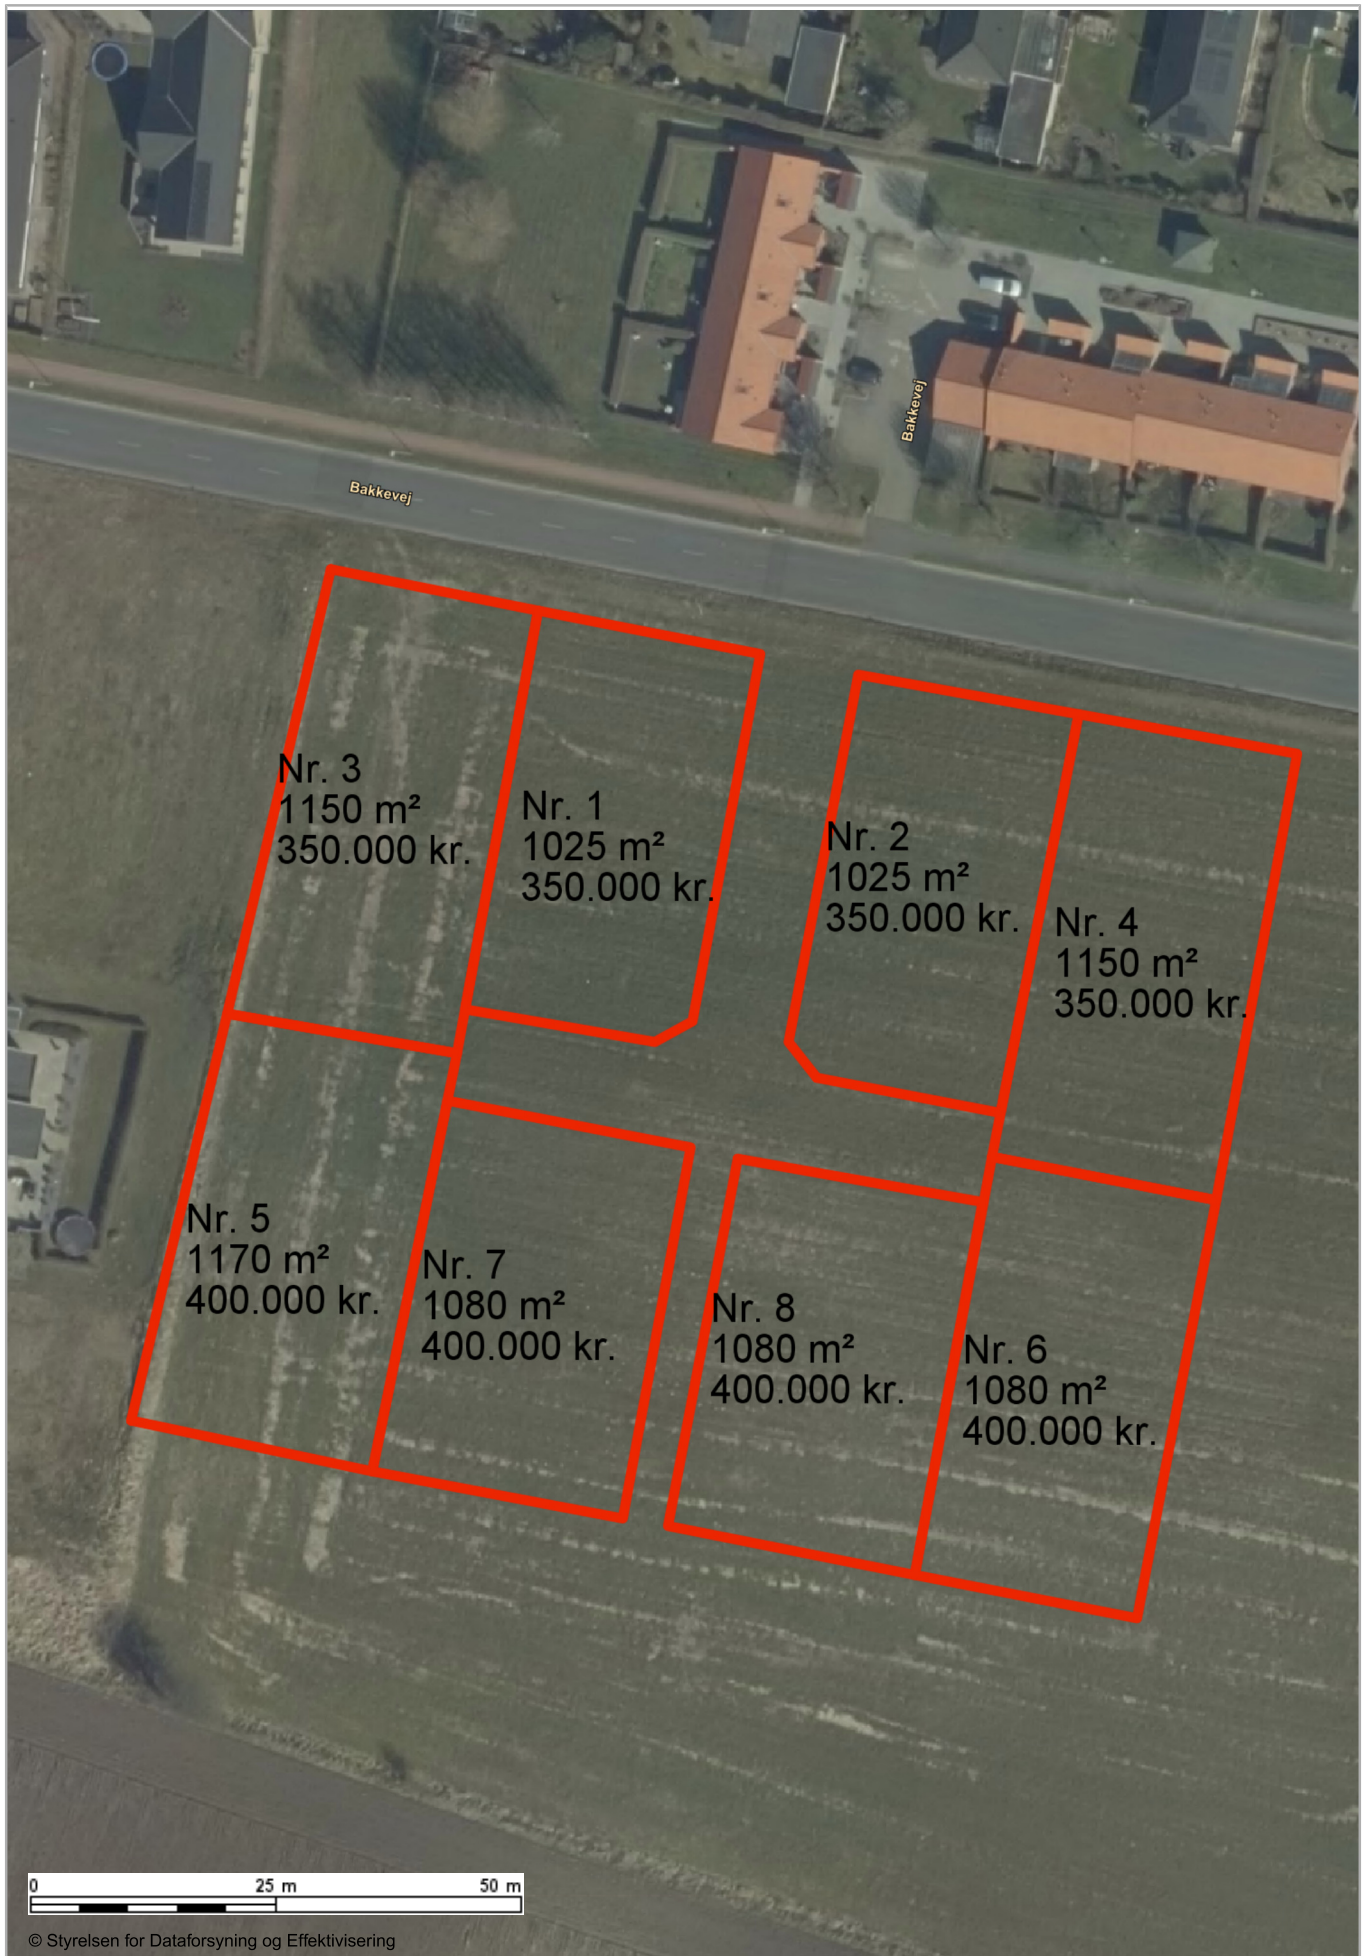 Bakkevej
Bakkevej
Nr. 3
1150 m²
350.000 kr.
Nr. 1
1025 m²
350.000 kr.
Nr. 2
1025 m²
350.000 kr.
Nr. 4
1150 m²
350.000 kr.
Nr. 5
1170 m²
400.000 kr.
Nr. 7
1080 m²
400.000 kr.
Nr. 8
1080 m²
400.000 kr.
Nr. 6
1080 m²
400.000 kr.
0 25 m 50 m
© Styrelsen for Dataforsyning og Effektivisering